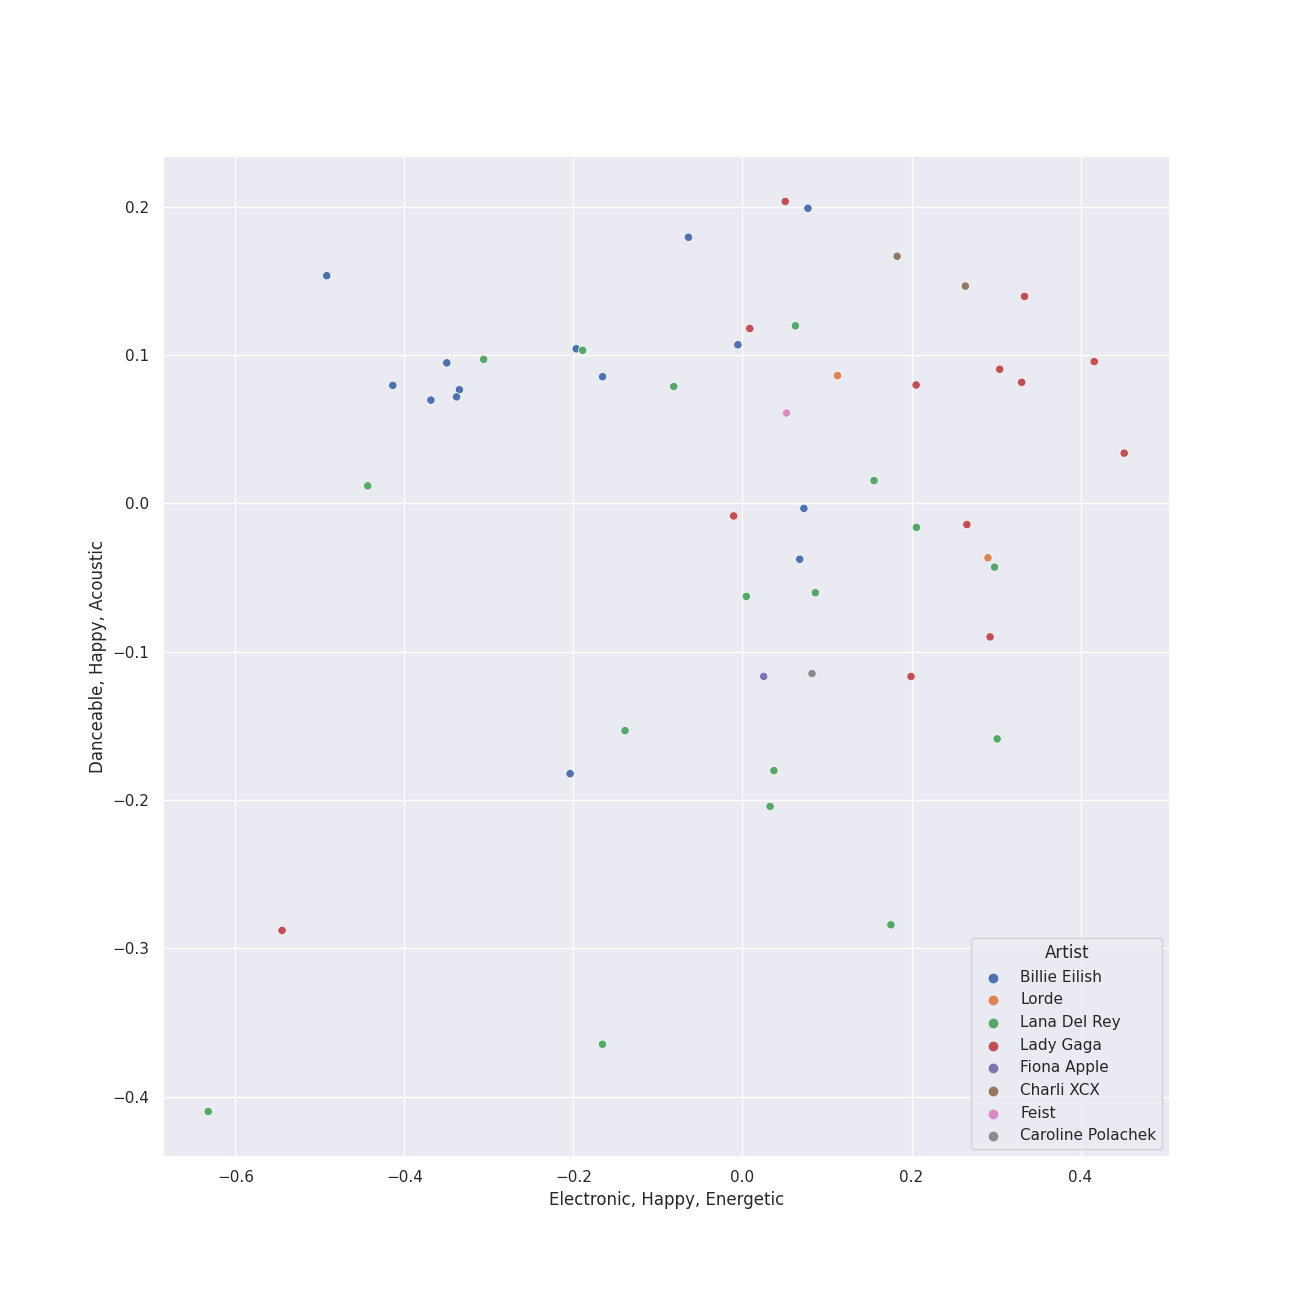 0.2
0.1
0.0
−0.1
−0.2
−0.3
−0.4
Danceable, Happy, Acoustic
Artist
Billie Eilish
Lorde
Lana Del Rey
Lady Gaga
Fiona Apple
Charli XCX
Feist
Caroline Polachek
−0.6 −0.4 −0.2 0.0 0.2 0.4
Electronic, Happy, Energetic